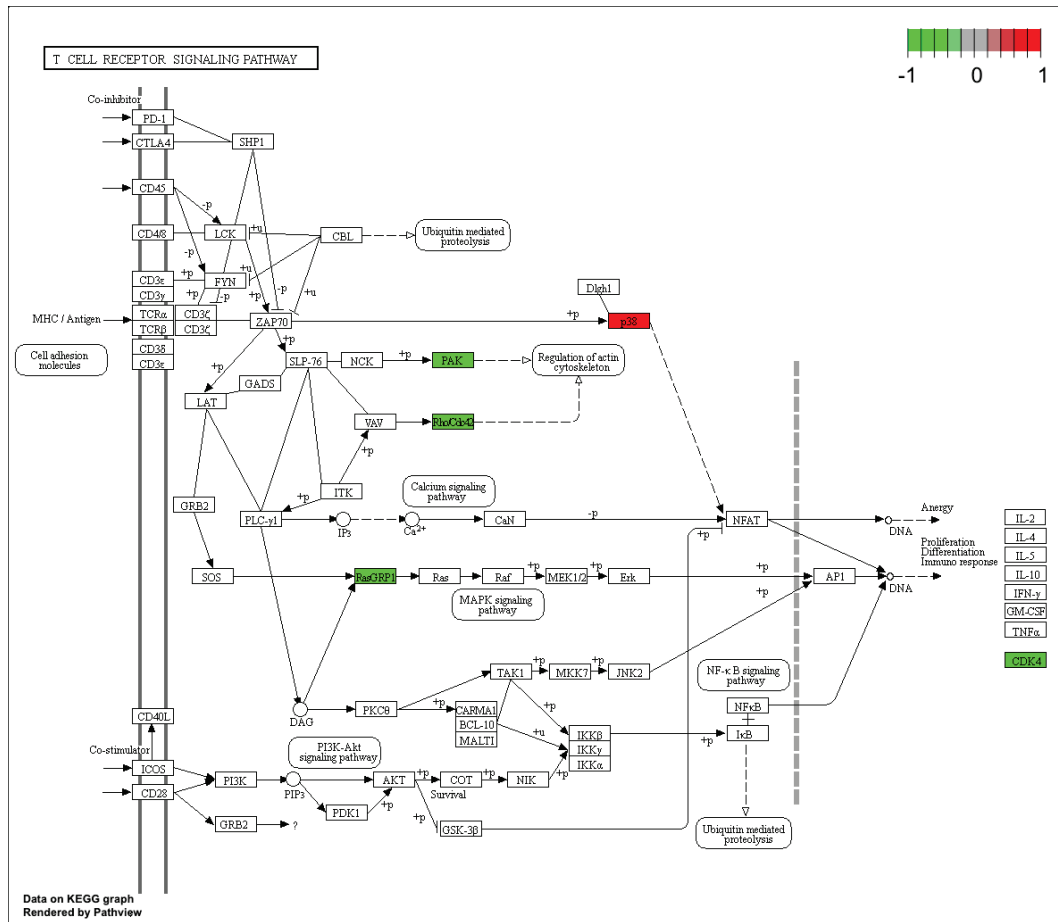 T CELL RECEPTOR SIGNALING PATHWAY
-1 0 1
Co-inhibitor
PD-1
CTLA4
SHP1
CD45
-p
CD4/8
LCK
+u
CBL
Ubiquitin mediated
proteolysis
-p
CD3ε
+p
FYN
+u
CD3γ
+p
-p
+p
-p
+u
Dlgh1
MHC / Antigen
TCRα
CD3ζ
ZAP70
+p
p38
TCRβ
CD3ζ
Cell adhesion
molecules
CD3δ
CD3ε
+p
+p
SLP-76
NCK
+p
PAK
Regulation of actin
cytoskeleton
GADS
LAT
VAV
Rho/Cdc42
+p
ITK
Calcium signaling
pathway
GRB2
+p
PLC-γ1
IP3
Ca2+
CaN
-p
NFAT
+p
DNA
Anergy
Proliferation
Differentiation
Immuno response
IL-2
IL-4
IL-5
IL-10
IFN-γ
GM-CSF
TNFα
CDK4
SOS
RasGRP1
Ras
+p
Raf
+p
MEK1/2
+p
Erk
+p
+p
AP1
DNA
MAPK signaling
pathway
TAK1
+p
MKK7
+p
JNK2
NF-κB signaling
pathway
DAG
PKCθ
+p
+p
CARMA1
BCL-10
MALT1
+p
+u
IKKβ
IKKγ
IKKα
+p
NFκB
IκB
CD40L
Co-stimulator
ICOS
CD28
PI3K
PIP3
PI3K-Akt
signaling pathway
AKT
+p
COT
+p
NIK
+p
Survival
PDK1
+p
+p
GSK-3β
GRB2
?
Ubiquitin mediated
proteolysis
Data on KEGG graph
Rendered by Pathview